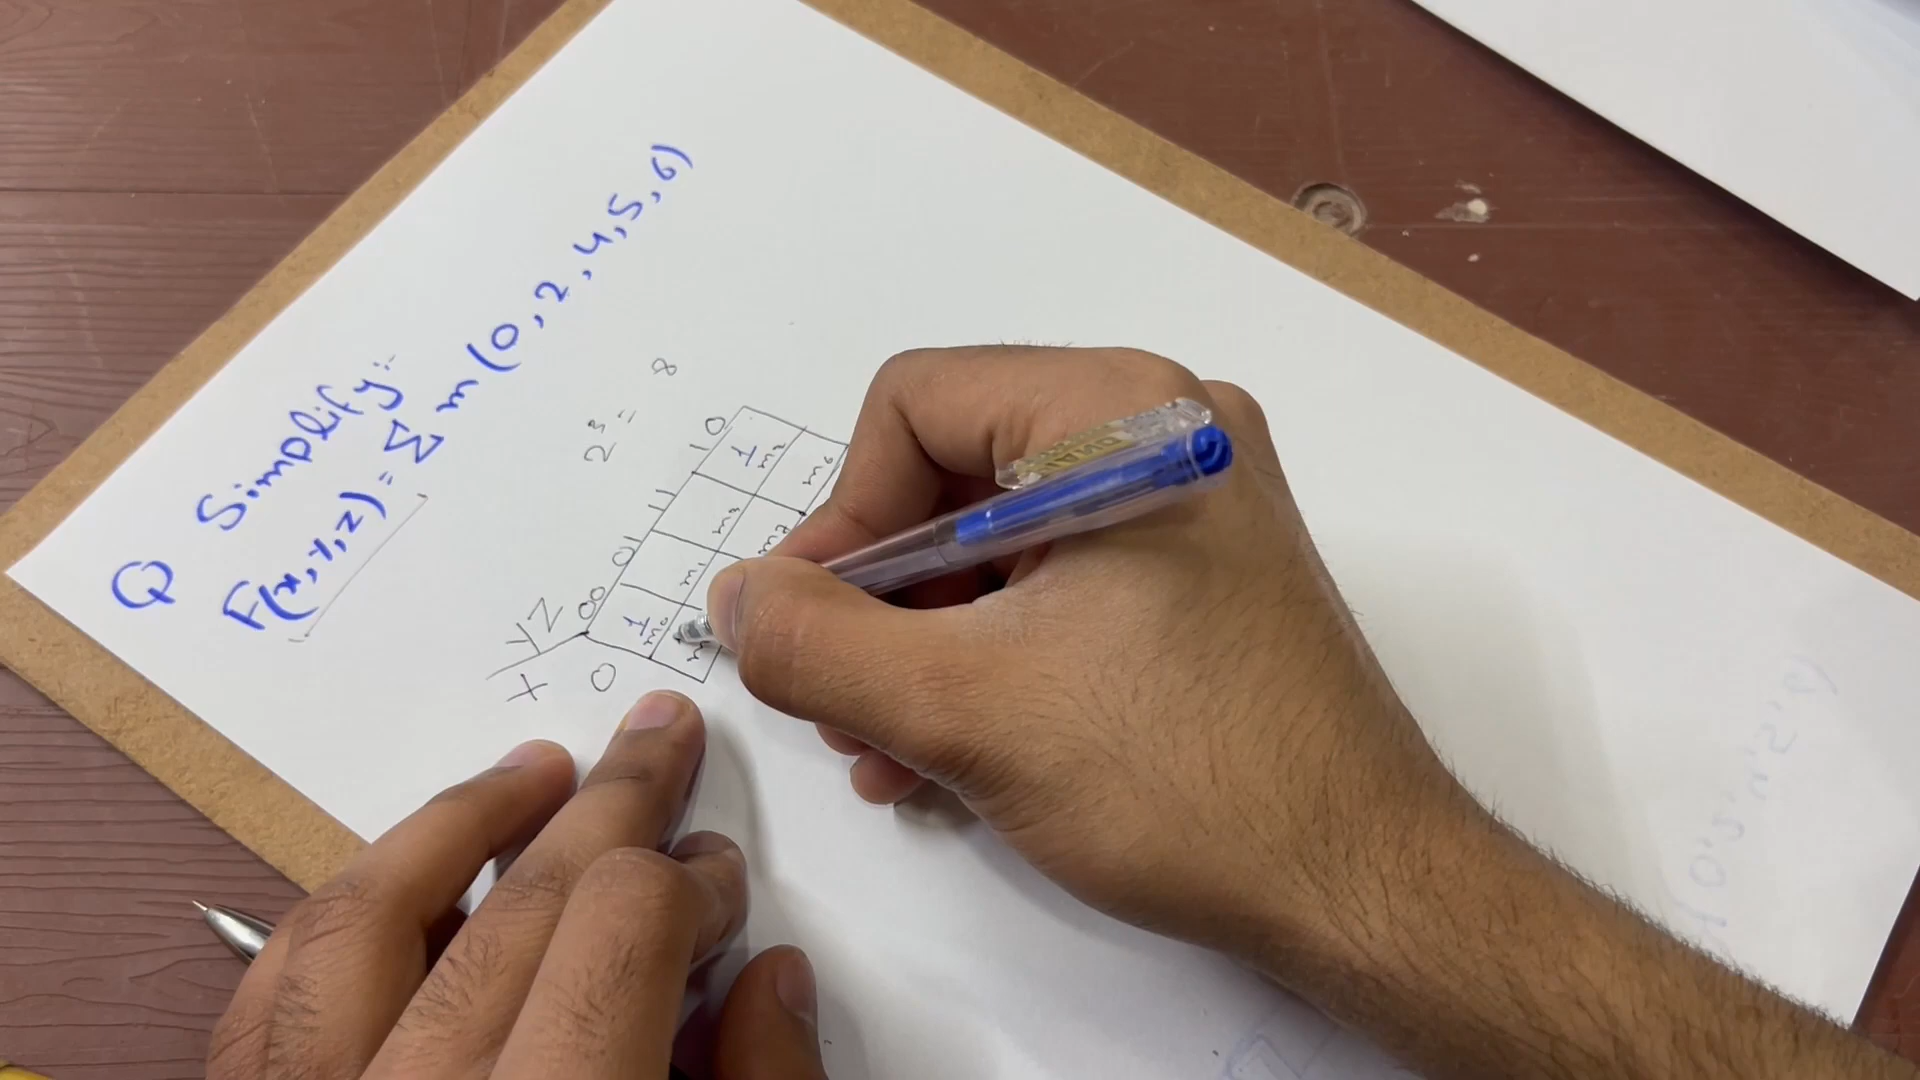 Q Simplify:-
F(x,y,z) = Σ m (0, 2, 4, 5, 6)
2³ = 8
YZ 00 01 11 10
X
0 1 m0 m1 m3 1 m2
m7 m6